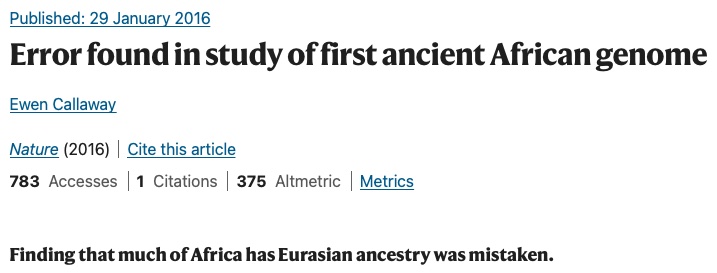 Published: 29 January 2016
Error found in study of first ancient African genome
Ewen Callaway
Nature (2016) | Cite this article
783 Accesses | 1 Citations | 375 Altmetric | Metrics
Finding that much of Africa has Eurasian ancestry was mistaken.